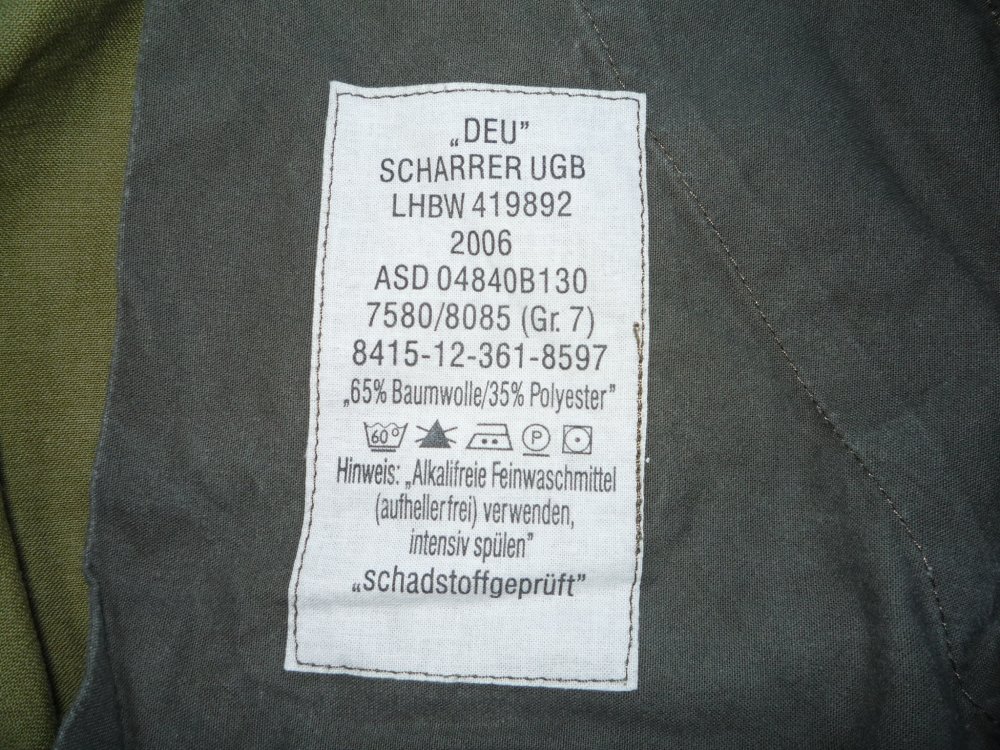 „DEU”
SCHARRER UGB
LHBW 419892
2006
ASD 04840B130
7580/8085 (Gr. 7)
8415-12-361-8597
„65% Baumwolle/35% Polyester”
60° P
Hinweis: „Alkalifreie Feinwaschmittel
(aufhellerfrei) verwenden,
intensiv spülen”
„schadstoffgeprüft”